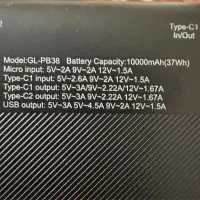 2
Type-C1
In/Out
Model:GL-PB38 Battery Capacity:10000mAh(37Wh)
Micro input: 5V⎓2A 9V⎓2A 12V⎓1.5A
Type-C1 input: 5V⎓2.6A 9V⎓2A 12V⎓1.5A
Type-C1 output: 5V⎓3A/9V⎓2.22A/12V⎓1.67A
Type-C2 output: 5V⎓3A 9V⎓2.22A 12V⎓1.67A
USB output: 5V⎓3A 5V⎓4.5A 9V⎓2A 12V⎓1.5A